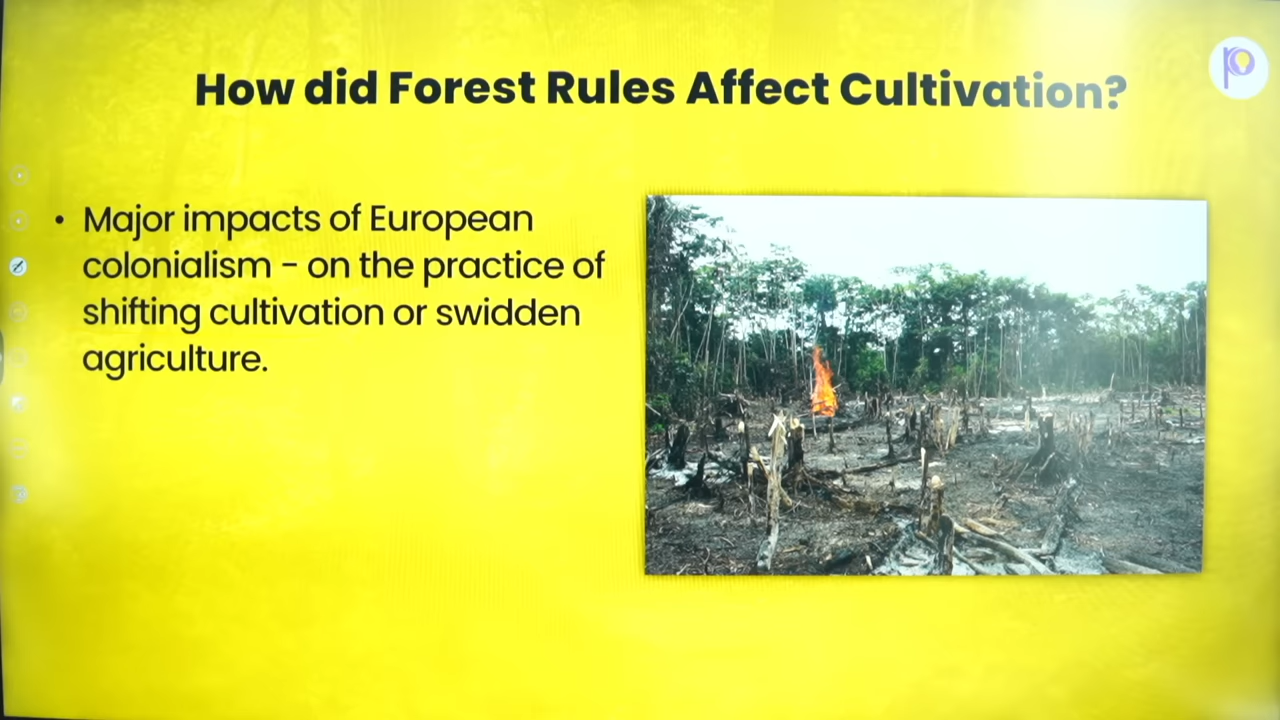 How did Forest Rules Affect Cultivation?
• Major impacts of European
colonialism - on the practice of
shifting cultivation or swidden
agriculture.